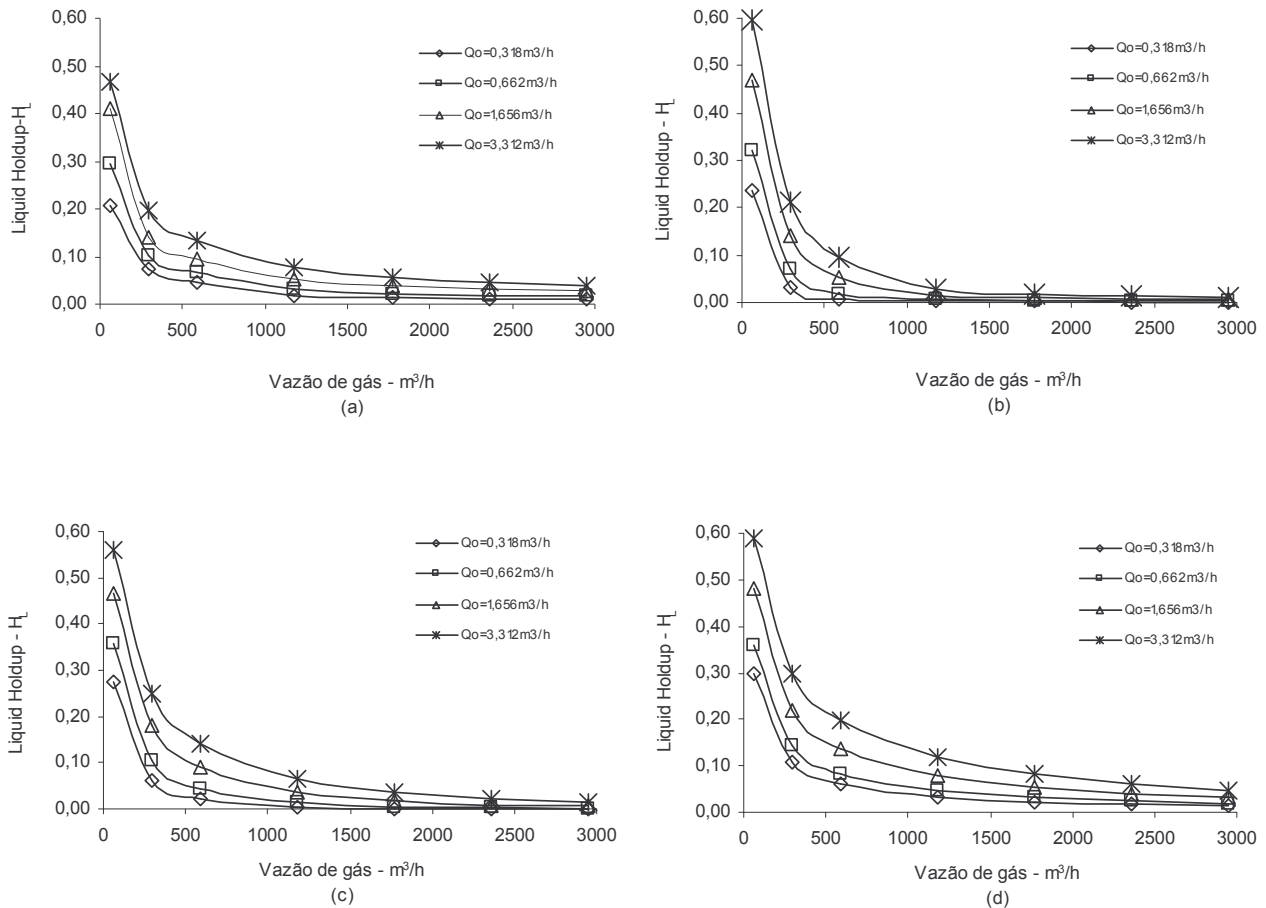 0,60
0,50
0,40
0,30
0,20
0,10
0,00
0 500 1000 1500 2000 2500 3000
Liquid Holdup-HL
Vazão de gás - m³/h
(a)
Qo=0,318m3/h
Qo=0,662m3/h
Qo=1,656m3/h
Qo=3,312m3/h
0,60
0,50
0,40
0,30
0,20
0,10
0,00
0 500 1000 1500 2000 2500 3000
Liquid Holdup - HL
Vazão de gás - m³/h
(b)
Qo=0,318m3/h
Qo=0,662m3/h
Qo=1,656m3/h
Qo=3,312m3/h
0,60
0,50
0,40
0,30
0,20
0,10
0,00
0 500 1000 1500 2000 2500 3000
Liquid Holdup - HL
Vazão de gás - m³/h
(c)
Qo=0,318m3/h
Qo=0,662m3/h
Qo=1,656m3/h
Qo=3,312m3/h
0,60
0,50
0,40
0,30
0,20
0,10
0,00
0 500 1000 1500 2000 2500 3000
Liquid Holdup - HL
Vazão de gás - m³/h
(d)
Qo=0,318m3/h
Qo=0,662m3/h
Qo=1,656m3/h
Qo=3,312m3/h